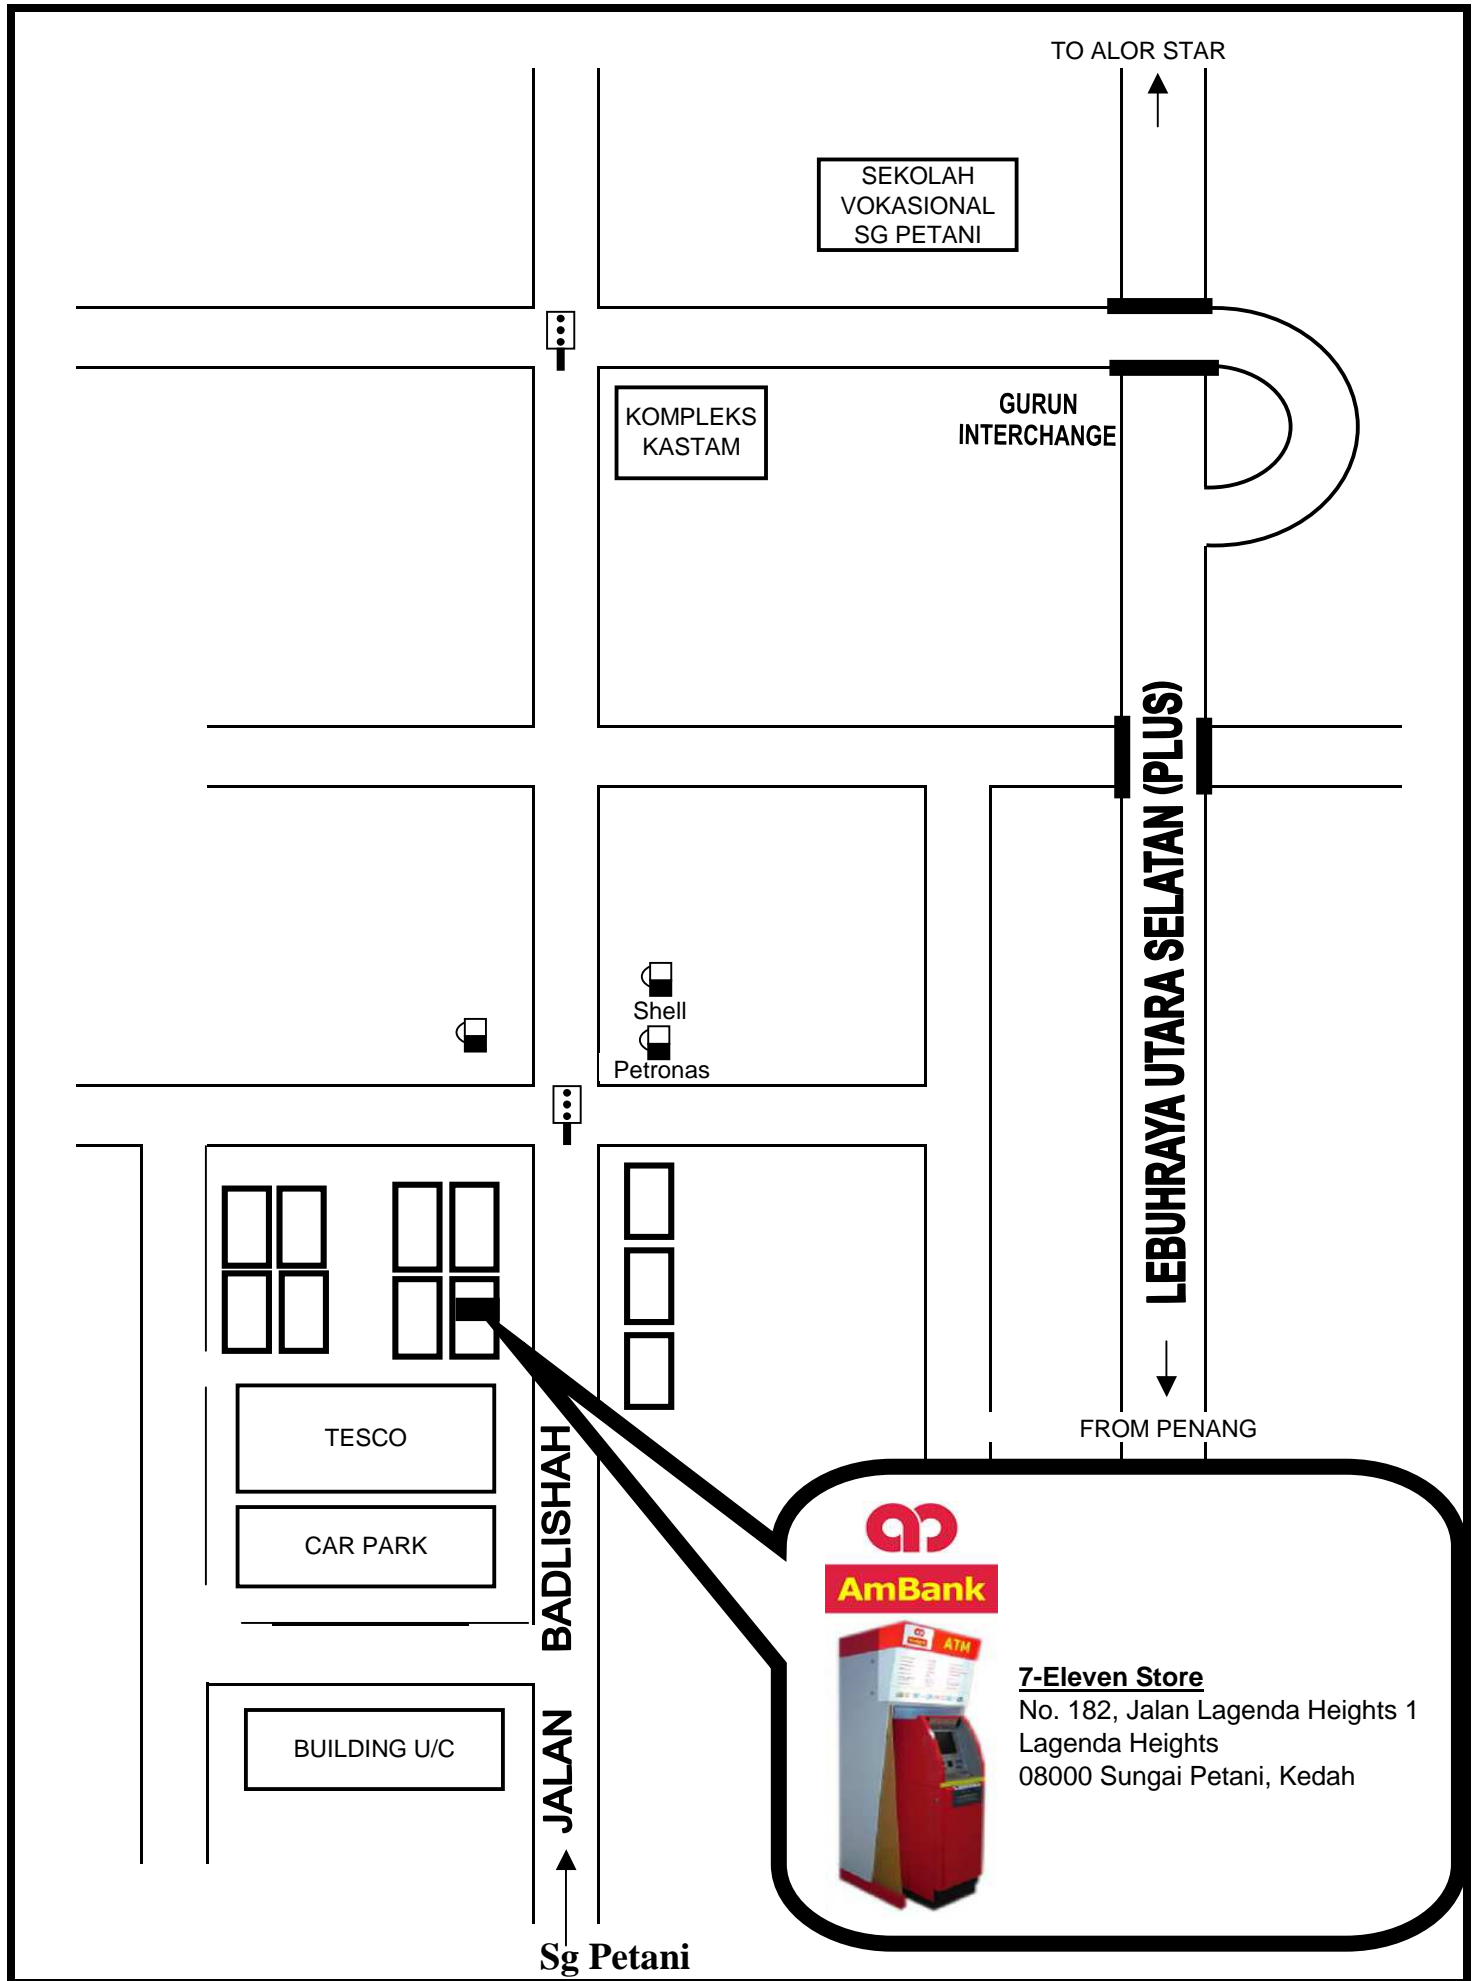 TO ALOR STAR
SEKOLAH
VOKASIONAL
SG PETANI
KOMPLEKS
KASTAM
GURUN
INTERCHANGE
LEBUHRAYA UTARA SELATAN (PLUS)
Shell
Petronas
TESCO
CAR PARK
BUILDING U/C
JALAN BADLISHAH
FROM PENANG
AmBank
ATM
7-Eleven Store
No. 182, Jalan Lagenda Heights 1
Lagenda Heights
08000 Sungai Petani, Kedah
Sg Petani